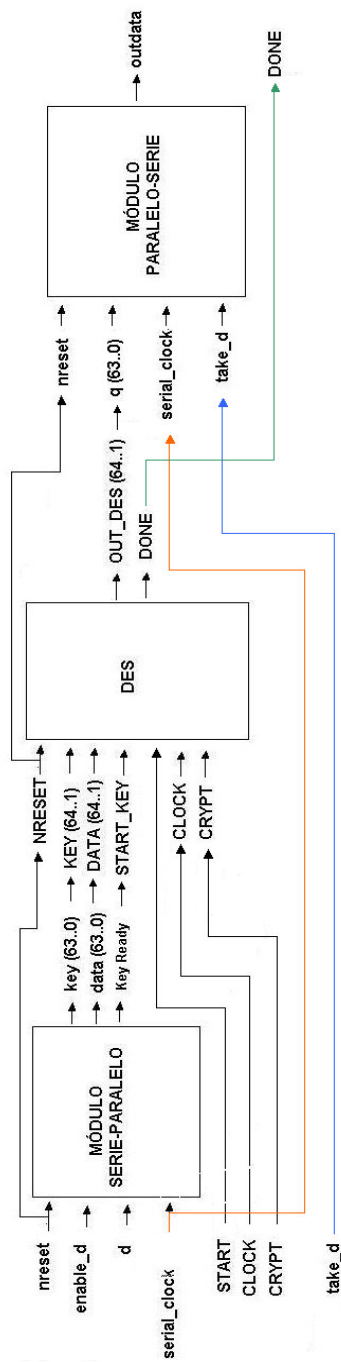 nreset
enable_d
d
serial_clock
START
CLOCK
CRYPT
take_d
MÓDULO
SERIE-PARALELO
key (63..0)
data (63..0)
Key Ready
NRESET
KEY (64..1)
DATA (64..1)
START_KEY
CLOCK
CRYPT
DES
OUT_DES (64..1)
DONE
nreset
q (63..0)
serial_clock
take_d
MÓDULO
PARALELO-SERIE
outdata
DONE